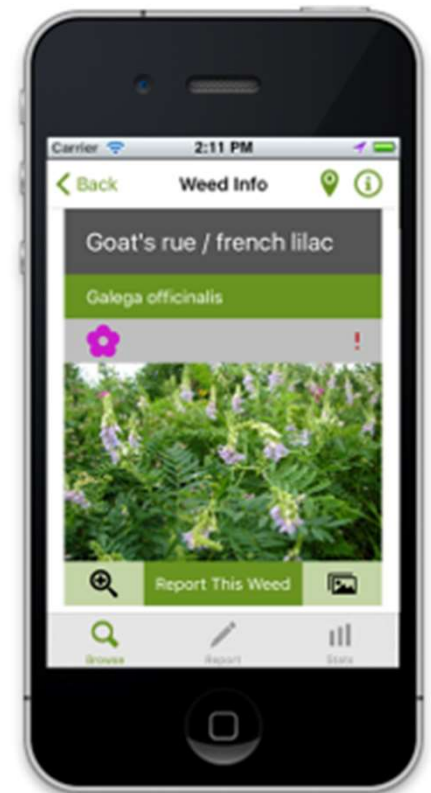 Carrier 2:11 PM
Back Weed Info
Goat's rue / french lilac
Galega officinalis
!
Report This Weed
Browse Report Stats